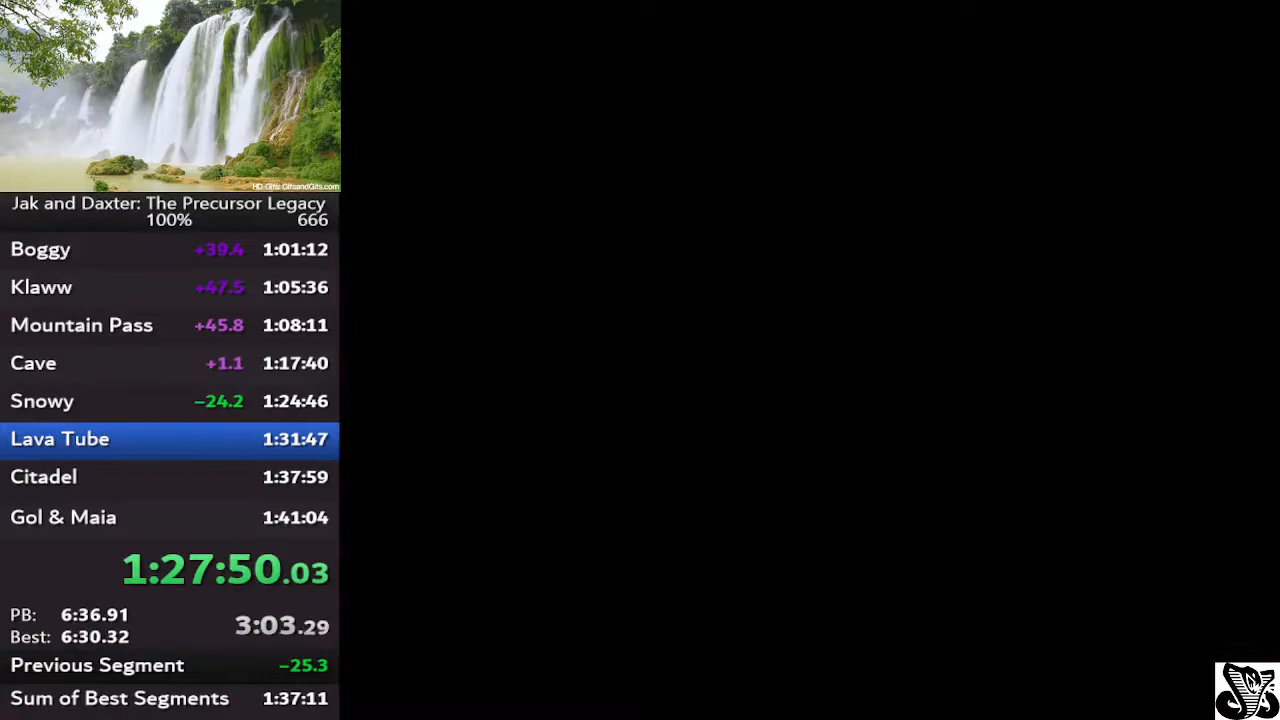 HD Gifs: GifsandGifs.com
Jak and Daxter: The Precursor Legacy
100% 666
Boggy +39.4 1:01:12
Klaww +47.5 1:05:36
Mountain Pass +45.8 1:08:11
Cave +1.1 1:17:40
Snowy −24.2 1:24:46
Lava Tube 1:31:47
Citadel 1:37:59
Gol & Maia 1:41:04
1:27:50.03
PB: 6:36.91 3:03.29
Best: 6:30.32
Previous Segment −25.3
Sum of Best Segments 1:37:11